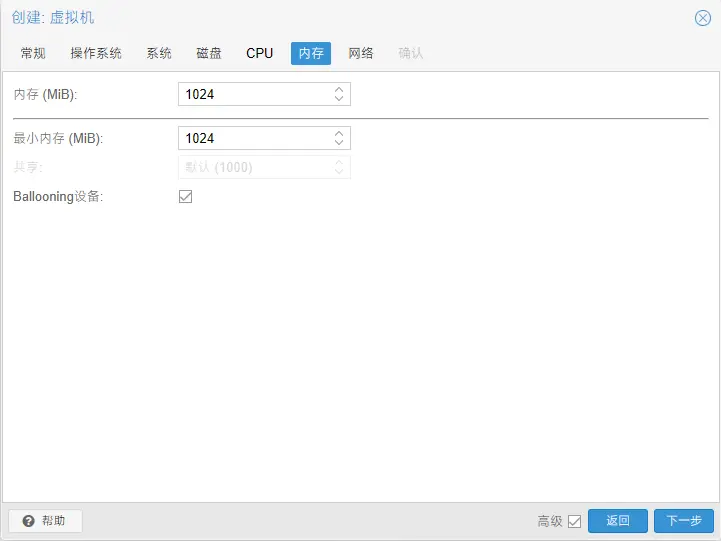 创建: 虚拟机
常规 操作系统 系统 磁盘 CPU 内存 网络 确认
内存 (MiB): 1024
最小内存 (MiB): 1024
共享: 默认 (1000)
Ballooning设备:
帮助 高级 返回 下一步